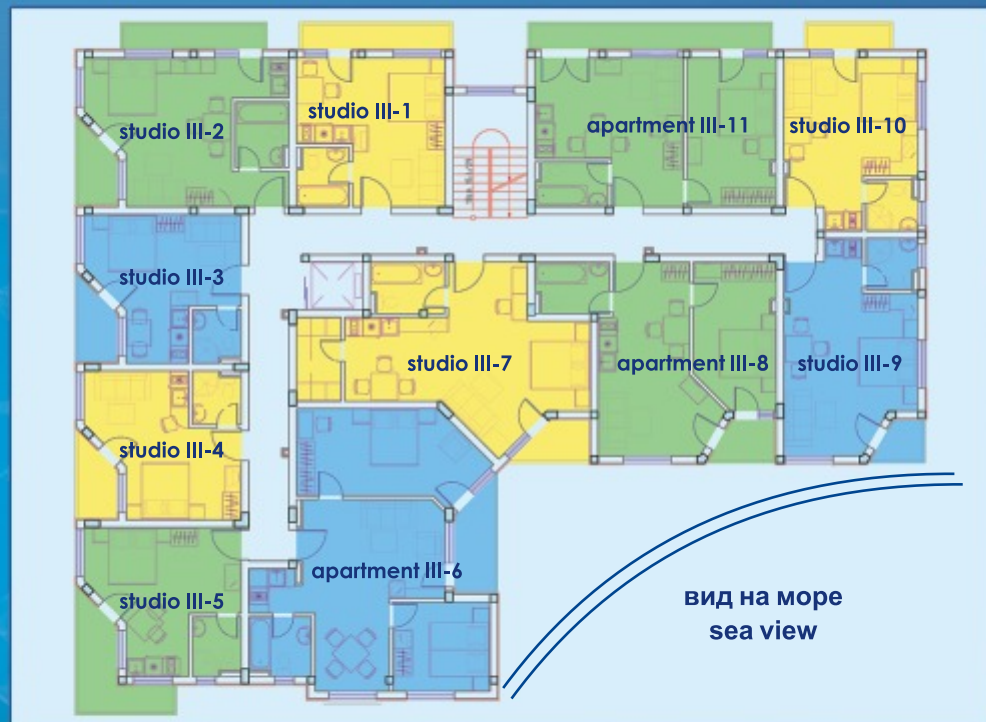 studio III-1
studio III-2
apartment III-11
studio III-10
studio III-3
studio III-7
apartment III-8
studio III-9
studio III-4
apartment III-6
studio III-5
вид на море
sea view